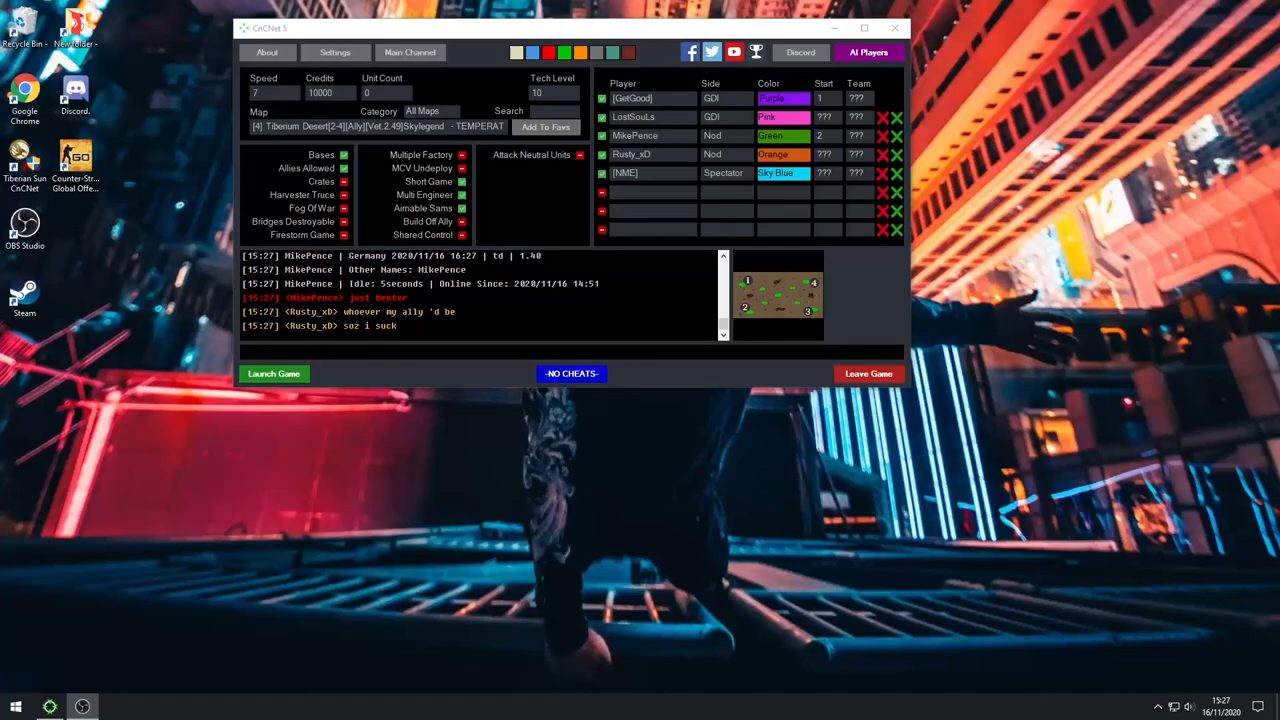 Recycle Bin -
New folder -
Google
Chrome
Discord.
Tiberian Sun
CnCNet
Counter-Str...
Global Offe...
OBS Studio
Steam
CnCNet 5
About
Settings
Main Channel
Discord
AI Players
Speed
Credits
Unit Count
Tech Level
7
10000
0
10
Map
Category
All Maps
Search
[4] Tiberium Desert[2-4][Ally][Vet.2.49]Skylegend - TEMPERAT
Add To Favs
Player
Side
Color
Start
Team
[GetGood]
GDI
Purple
1
???
LostSouLs
GDI
Pink
???
???
MikePence
Nod
Green
2
???
Rusty_xD
Nod
Orange
???
???
[NME]
Spectator
Sky Blue
???
???
Bases
Allies Allowed
Crates
Harvester Truce
Fog Of War
Bridges Destroyable
Firestorm Game
Multiple Factory
MCV Undeploy
Short Game
Multi Engineer
Aimable Sams
Build Off Ally
Shared Control
Attack Neutral Units
[15:27] MikePence | Germany 2020/11/16 16:27 | td | 1.40
[15:27] MikePence | Other Names: MikePence
[15:27] MikePence | Idle: 5seconds | Online Since: 2020/11/16 14:51
[15:27] <MikePence> just benter
[15:27] <Rusty_xD> whoever my ally 'd be
[15:27] <Rusty_xD> soz i suck
1
4
2
3
Launch Game
-NO CHEATS-
Leave Game
15:27
16/11/2020